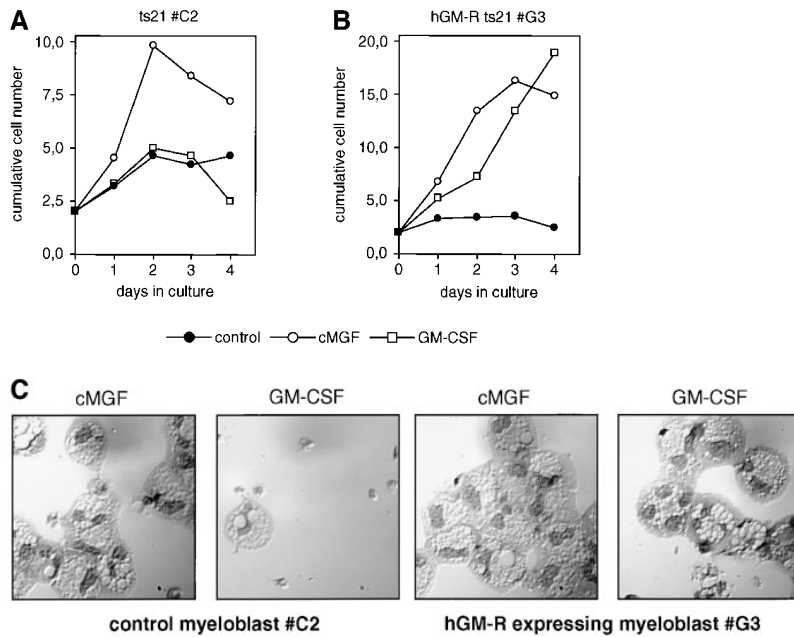 A
ts21 #C2
cumulative cell number
10,0
7,5
5,0
2,5
0,0
0 1 2 3 4
days in culture
B
hGM-R ts21 #G3
cumulative cell number
20,0
15,0
10,0
5,0
0,0
0 1 2 3 4
days in culture
control cMGF GM-CSF
C
cMGF GM-CSF cMGF GM-CSF
control myeloblast #C2 hGM-R expressing myeloblast #G3